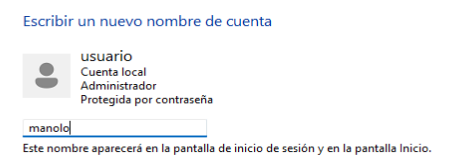 Escribir un nuevo nombre de cuenta
usuario
Cuenta local
Administrador
Protegida por contraseña
manolo
Este nombre aparecerá en la pantalla de inicio de sesión y en la pantalla Inicio.